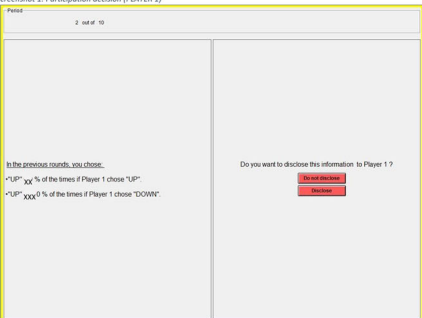 Screenshot 1: Participation Decision (PLAYER 2)
Period
2 out of 10
In the previous rounds, you chose:
•"UP" xx % of the times if Player 1 chose "UP".
•"UP" xxx0 % of the times if Player 1 chose "DOWN".
Do you want to disclose this information to Player 1 ?
Do not disclose
Disclose